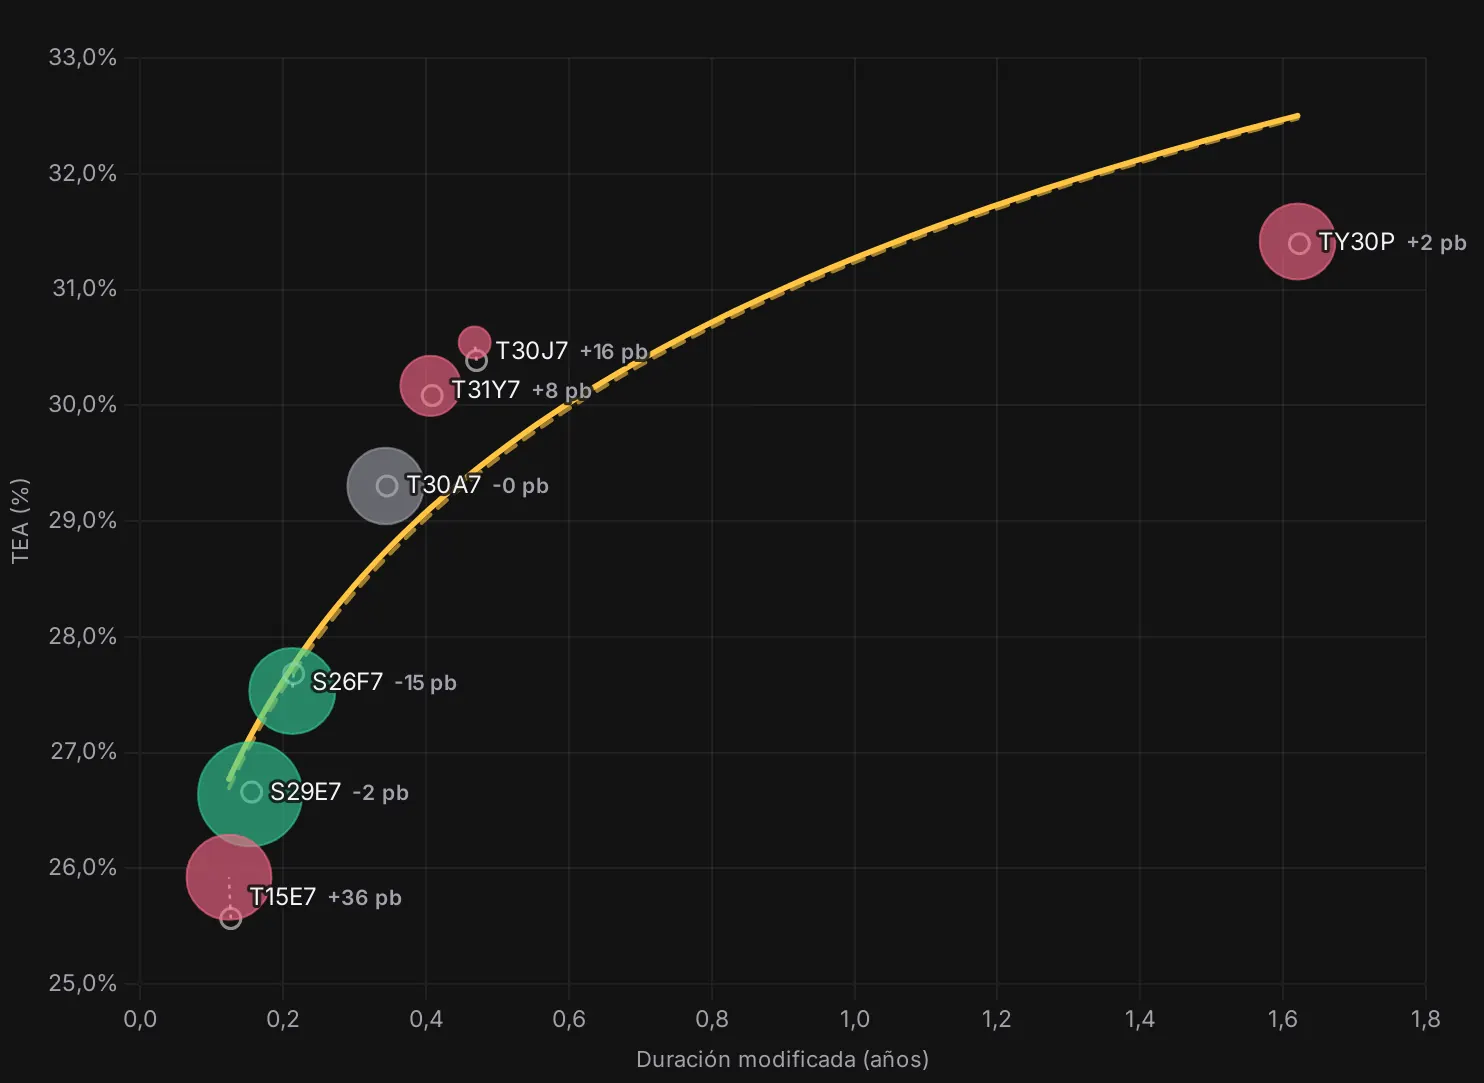 33,0%
32,0%
31,0%
30,0%
29,0%
28,0%
27,0%
26,0%
25,0%
TEA (%)
TY30P +2 pb
T30J7 +16 pb
T31Y7 +8 pb
T30A7 -0 pb
S26F7 -15 pb
S29E7 -2 pb
T15E7 +36 pb
0,0 0,2 0,4 0,6 0,8 1,0 1,2 1,4 1,6 1,8
Duración modificada (años)